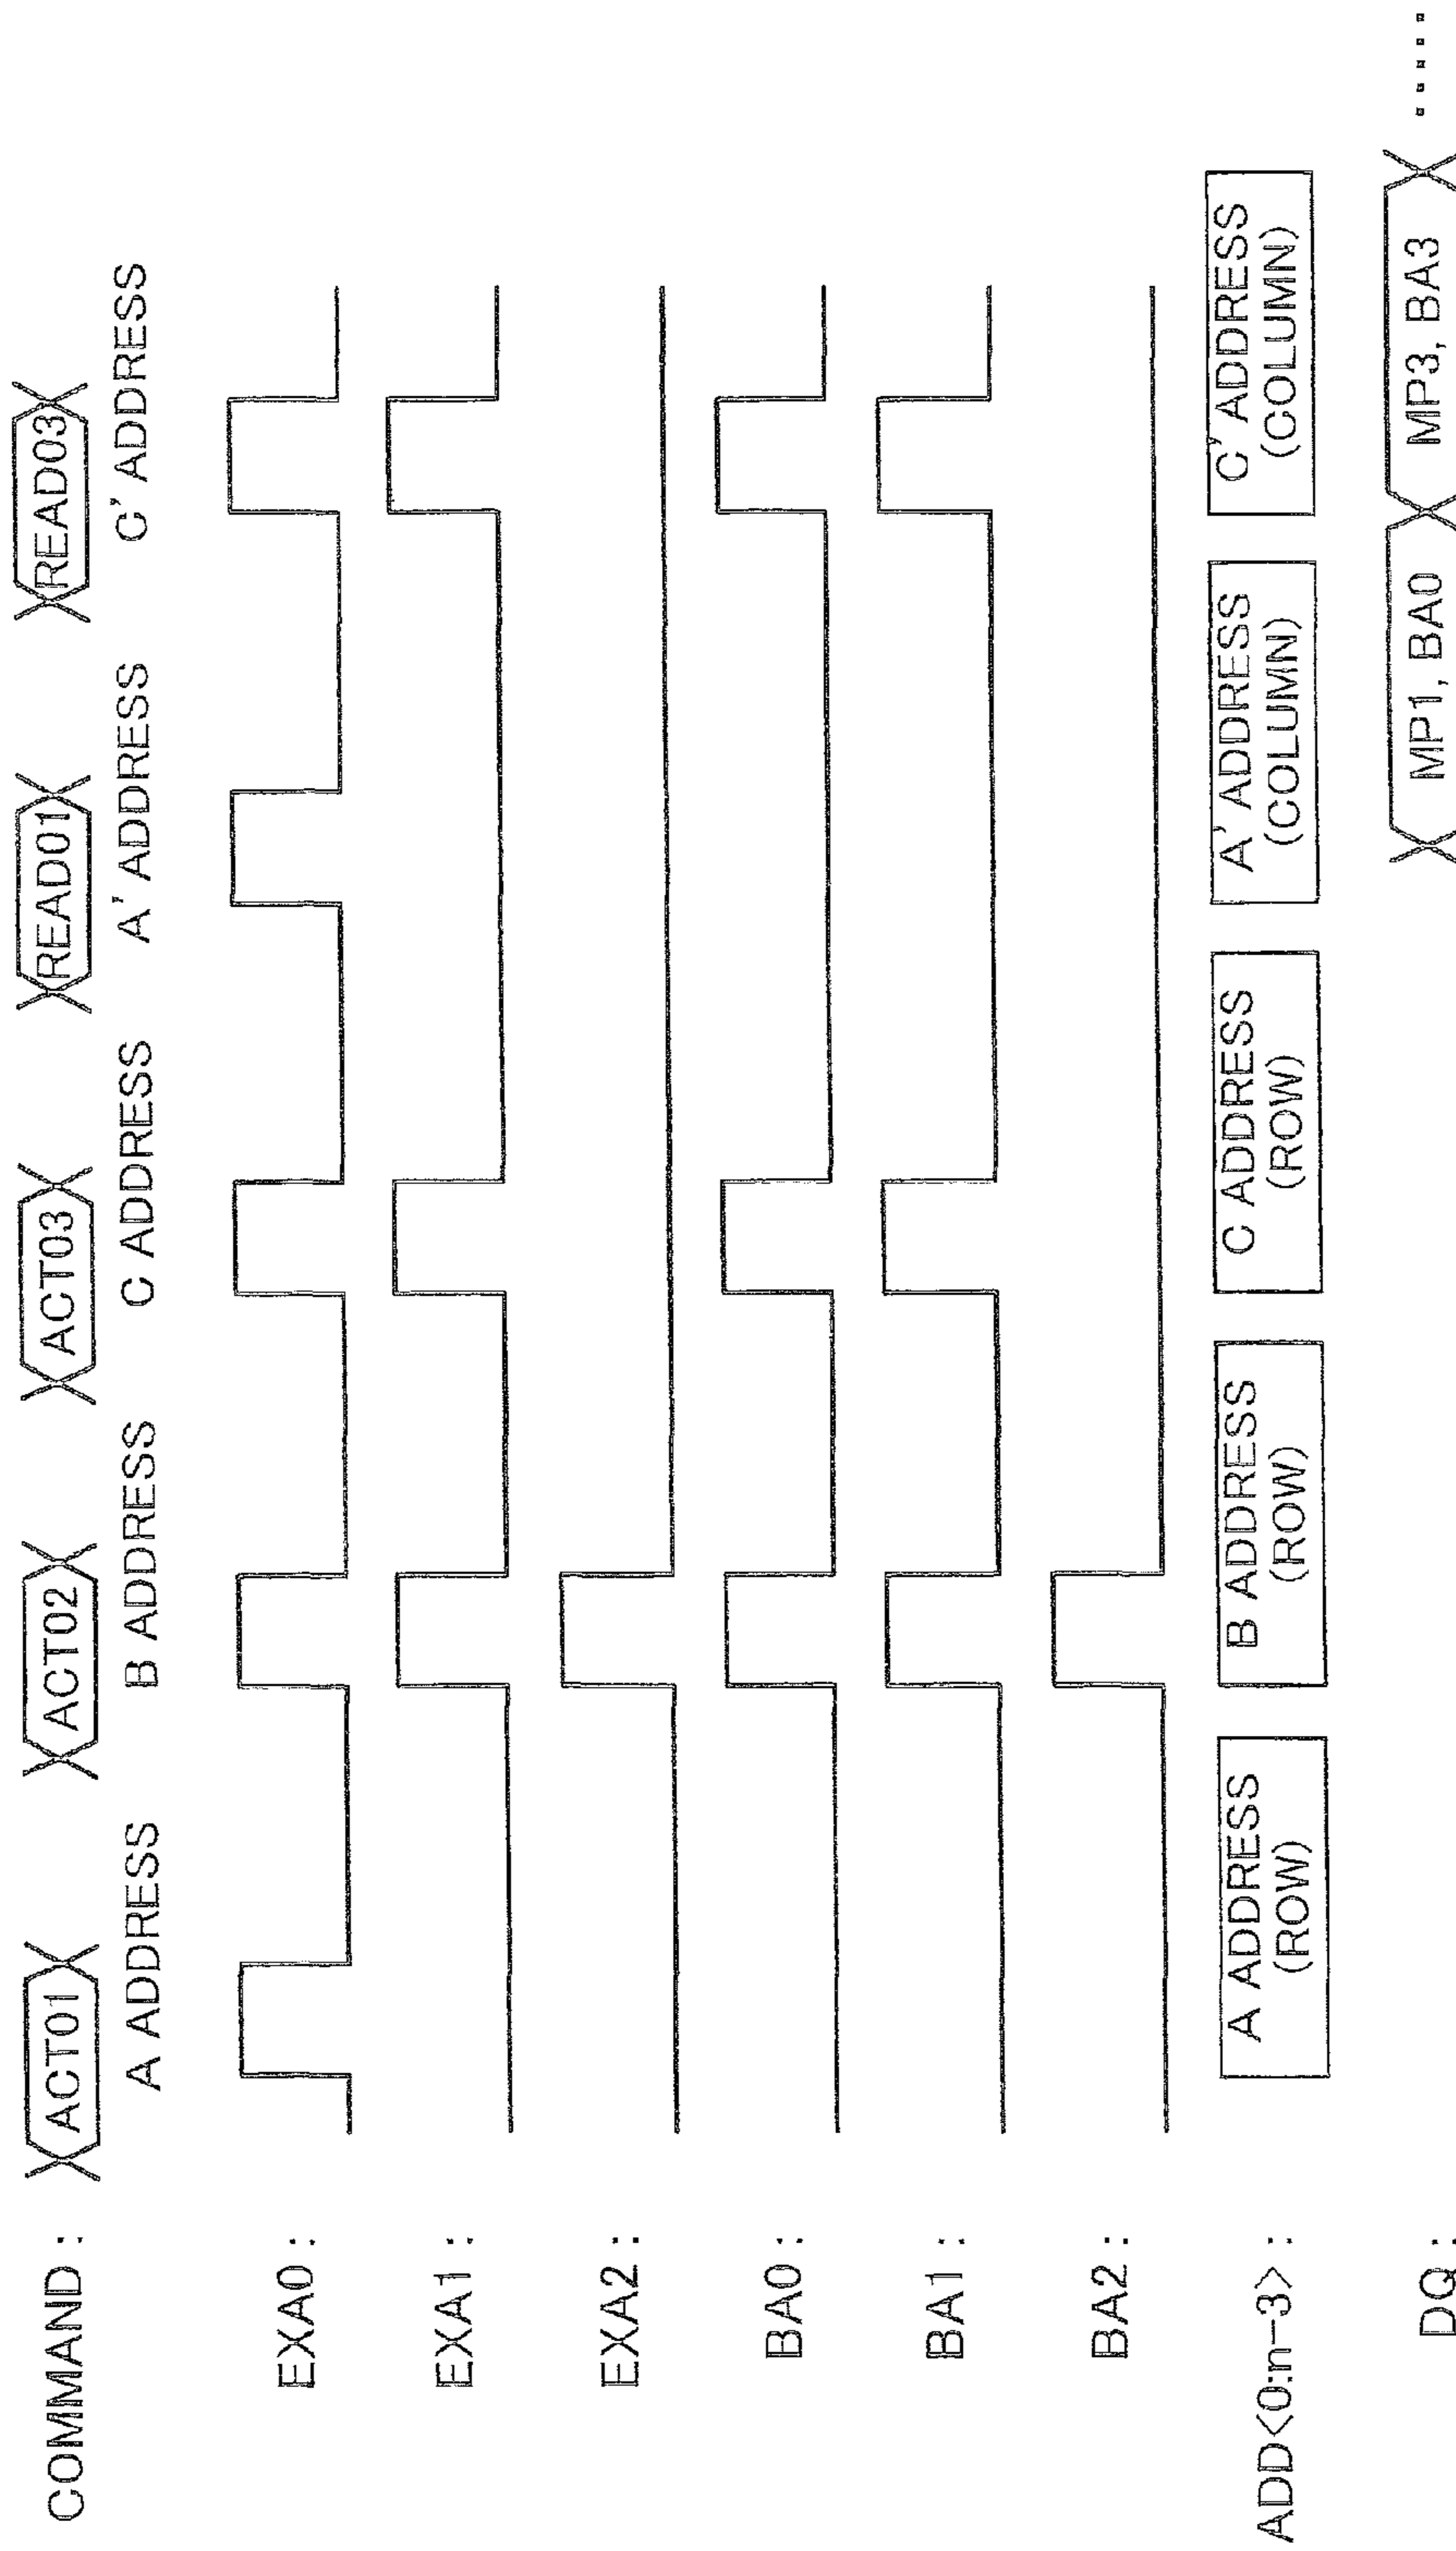 COMMAND : ACT01 ACT02 ACT03 READ01 READ03
A ADDRESS B ADDRESS C ADDRESS A' ADDRESS C' ADDRESS
EXA0 :
EXA1 :
EXA2 :
BA0 :
BA1 :
BA2 :
ADD<0:n-3> : A ADDRESS B ADDRESS C ADDRESS A' ADDRESS C' ADDRESS
(ROW) (ROW) (ROW) (COLUMN) (COLUMN)
DQ : MP1, BA0 MP3, BA3 .....